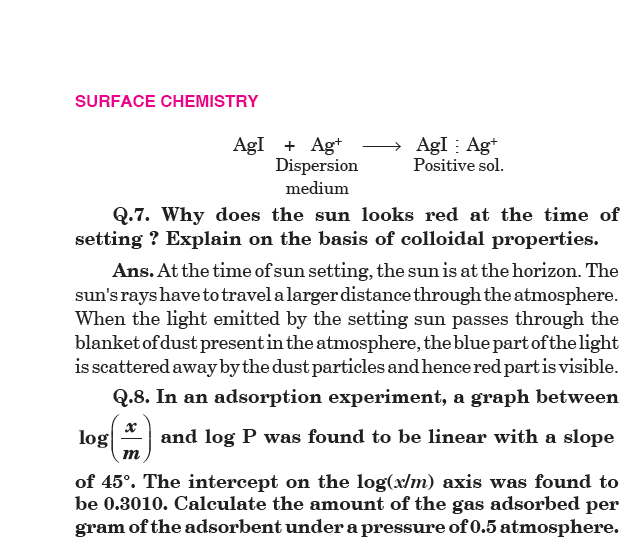 SURFACE CHEMISTRY
AgI + Ag⁺ ⟶ AgI ⋮ Ag⁺
Dispersion Positive sol.
medium
Q.7. Why does the sun looks red at the time of
setting ? Explain on the basis of colloidal properties.
Ans. At the time of sun setting, the sun is at the horizon. The
sun's rays have to travel a larger distance through the atmosphere.
When the light emitted by the setting sun passes through the
blanket of dust present in the atmosphere, the blue part of the light
is scattered away by the dust particles and hence red part is visible.
Q.8. In an adsorption experiment, a graph between
log(x/m) and log P was found to be linear with a slope
of 45°. The intercept on the log(x/m) axis was found to
be 0.3010. Calculate the amount of the gas adsorbed per
gram of the adsorbent under a pressure of 0.5 atmosphere.